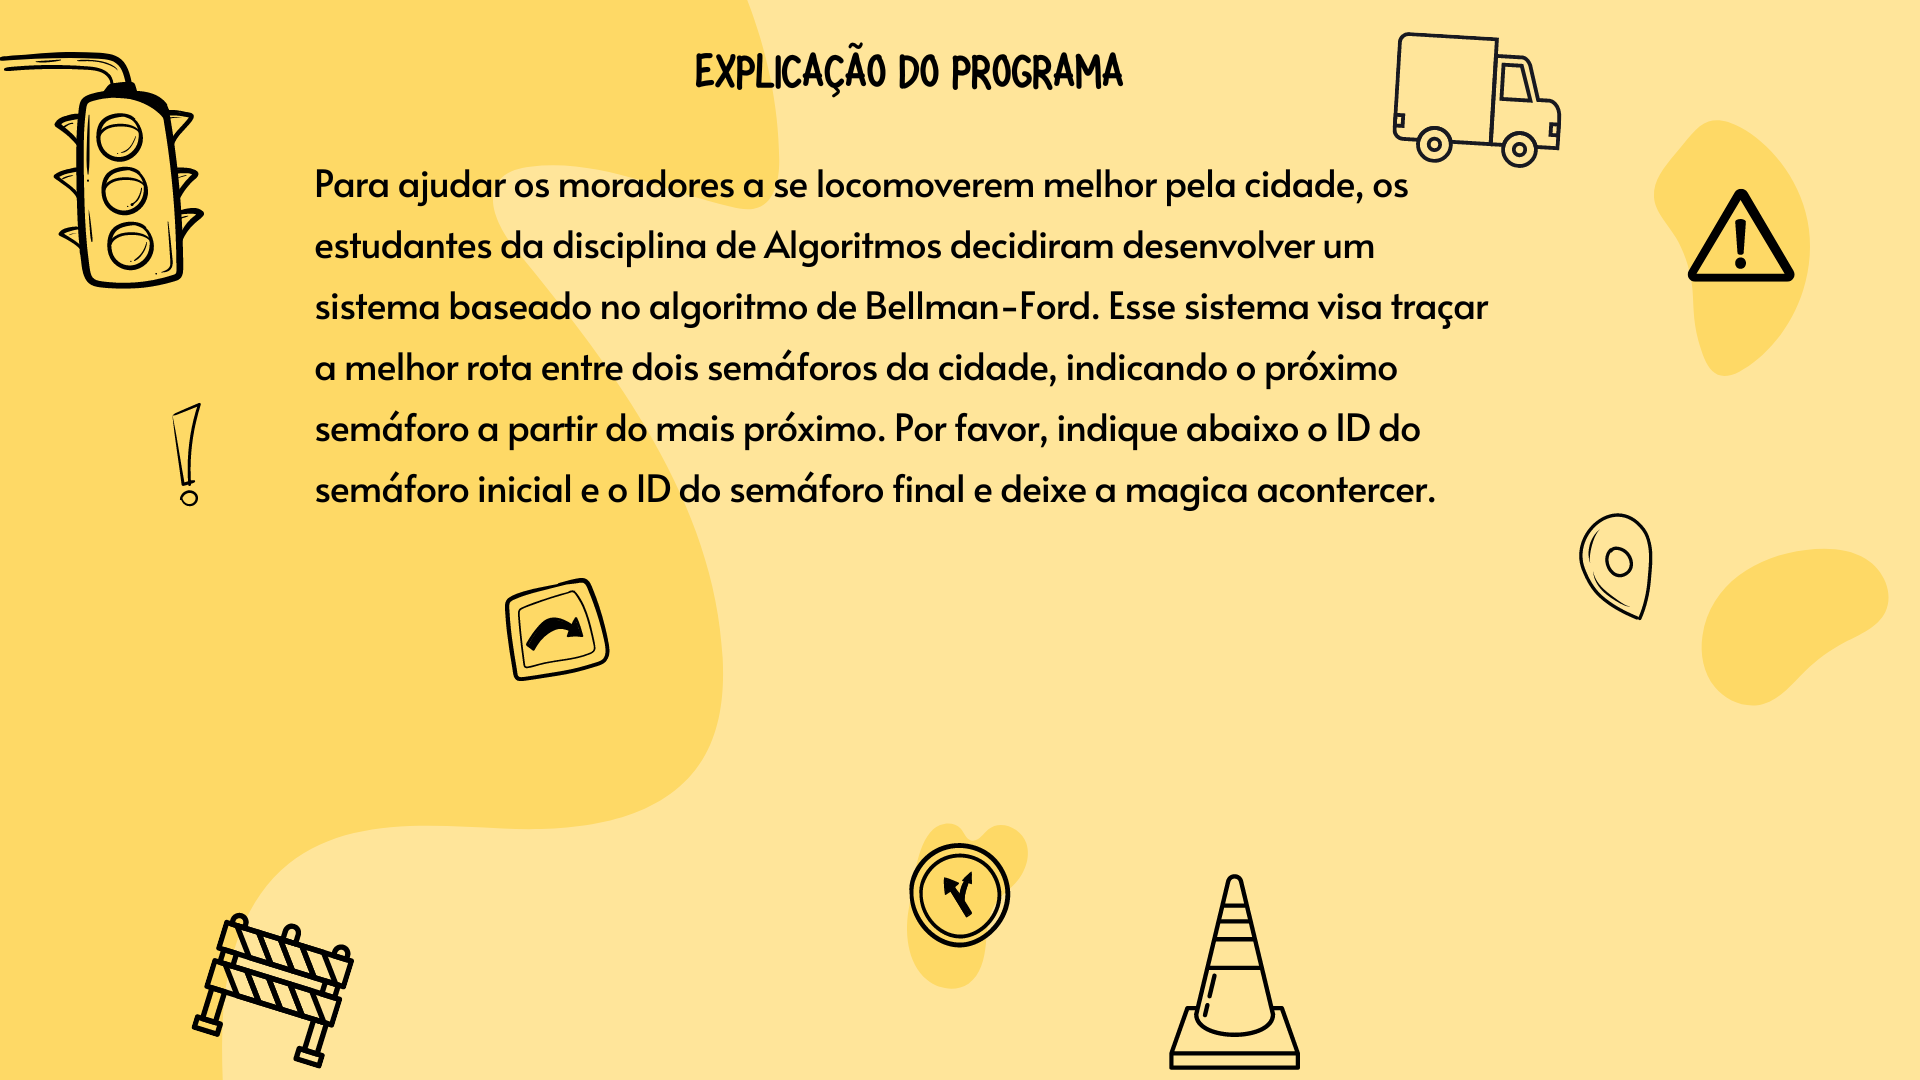 EXPLICAÇÃO DO PROGRAMA
Para ajudar os moradores a se locomoverem melhor pela cidade, os
estudantes da disciplina de Algoritmos decidiram desenvolver um
sistema baseado no algoritmo de Bellman-Ford. Esse sistema visa traçar
a melhor rota entre dois semáforos da cidade, indicando o próximo
semáforo a partir do mais próximo. Por favor, indique abaixo o ID do
semáforo inicial e o ID do semáforo final e deixe a magica acontercer.